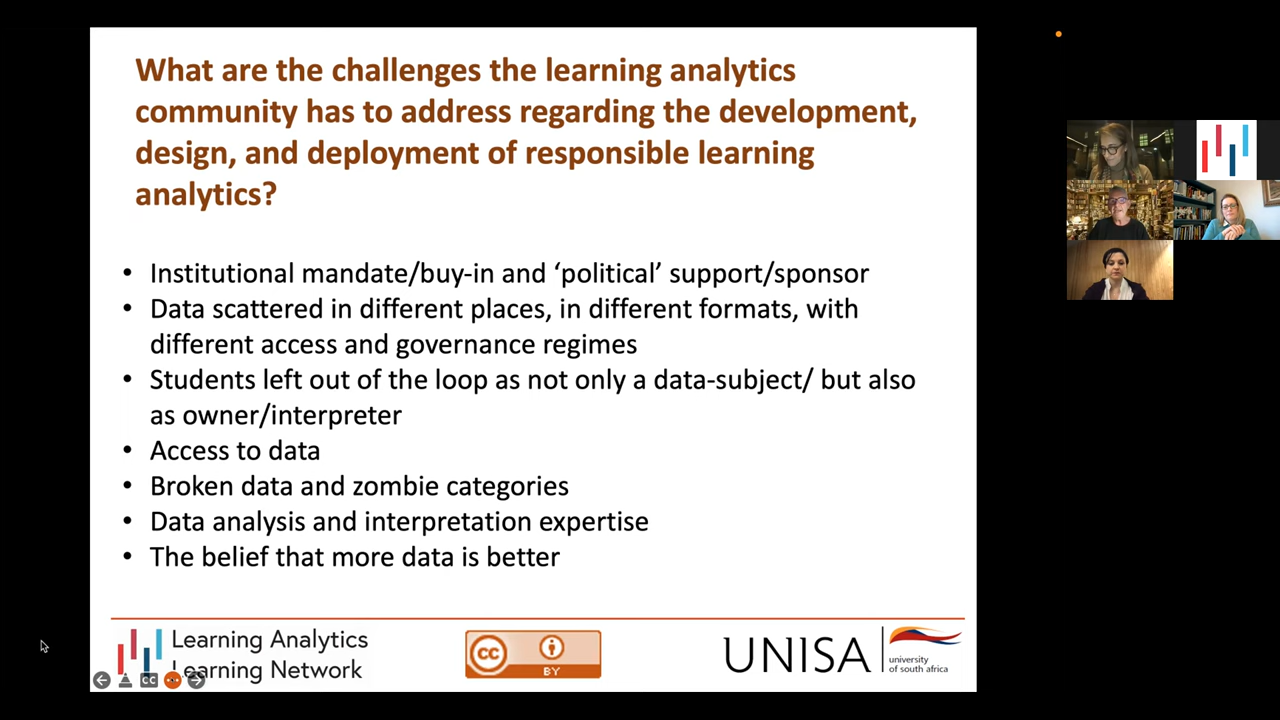 What are the challenges the learning analytics
community has to address regarding the development,
design, and deployment of responsible learning
analytics?
• Institutional mandate/buy-in and ‘political’ support/sponsor
• Data scattered in different places, in different formats, with
different access and governance regimes
• Students left out of the loop as not only a data-subject/ but also
as owner/interpreter
• Access to data
• Broken data and zombie categories
• Data analysis and interpretation expertise
• The belief that more data is better
Learning Analytics
Learning Network
CC
cc
BY
UNISA
university
of south africa